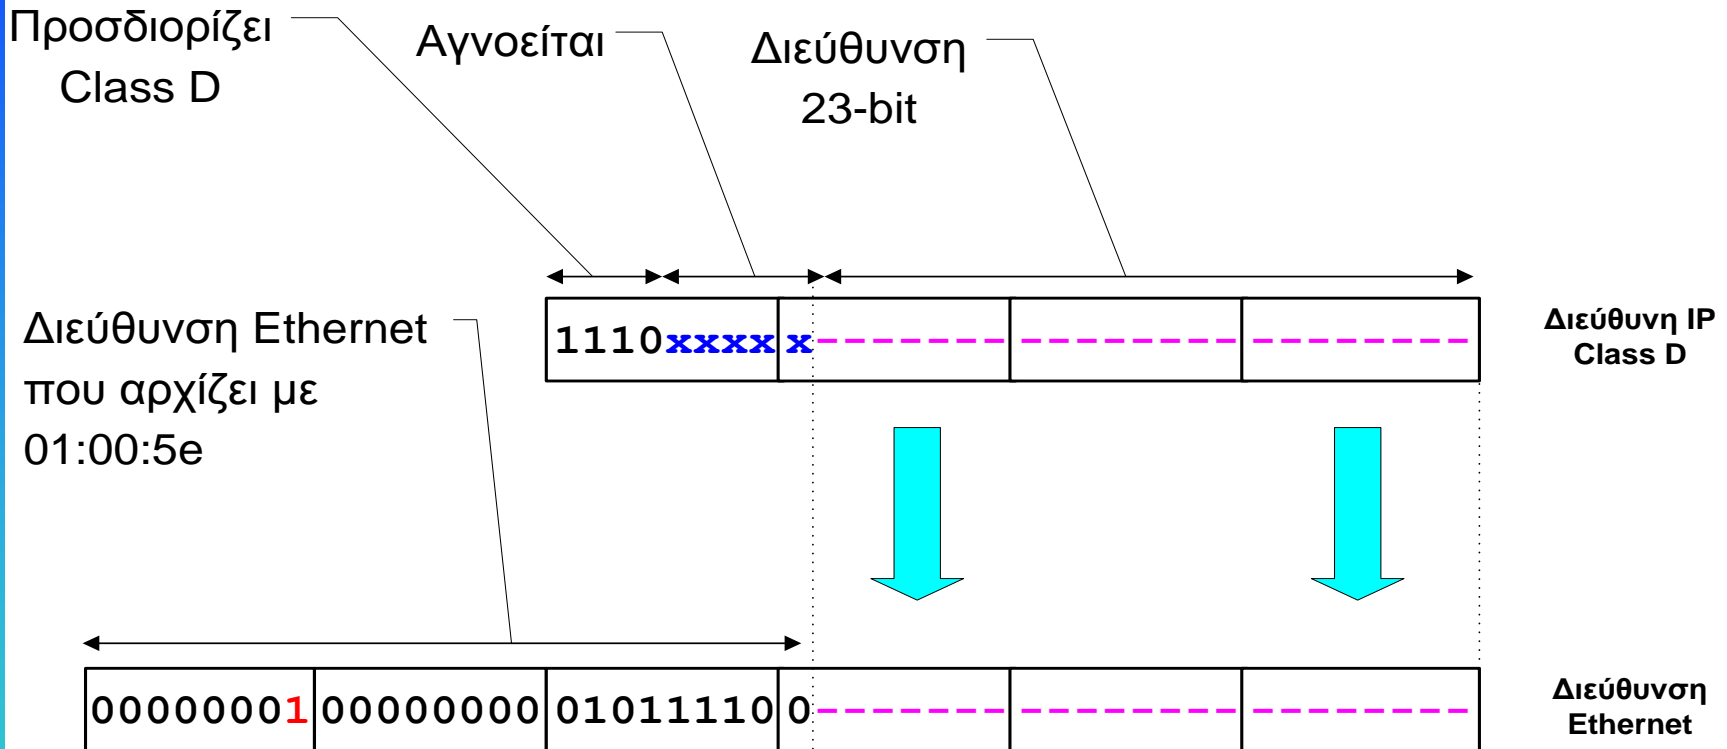 Προσδιορίζει
Class D
Αγνοείται
Διεύθυνση
23-bit
Διεύθυνση Ethernet
που αρχίζει με
01:00:5e
1110xxxx x----------------------
Διεύθυνη IP
Class D
00000001 00000000 01011110 0----------------------
Διεύθυνση
Ethernet